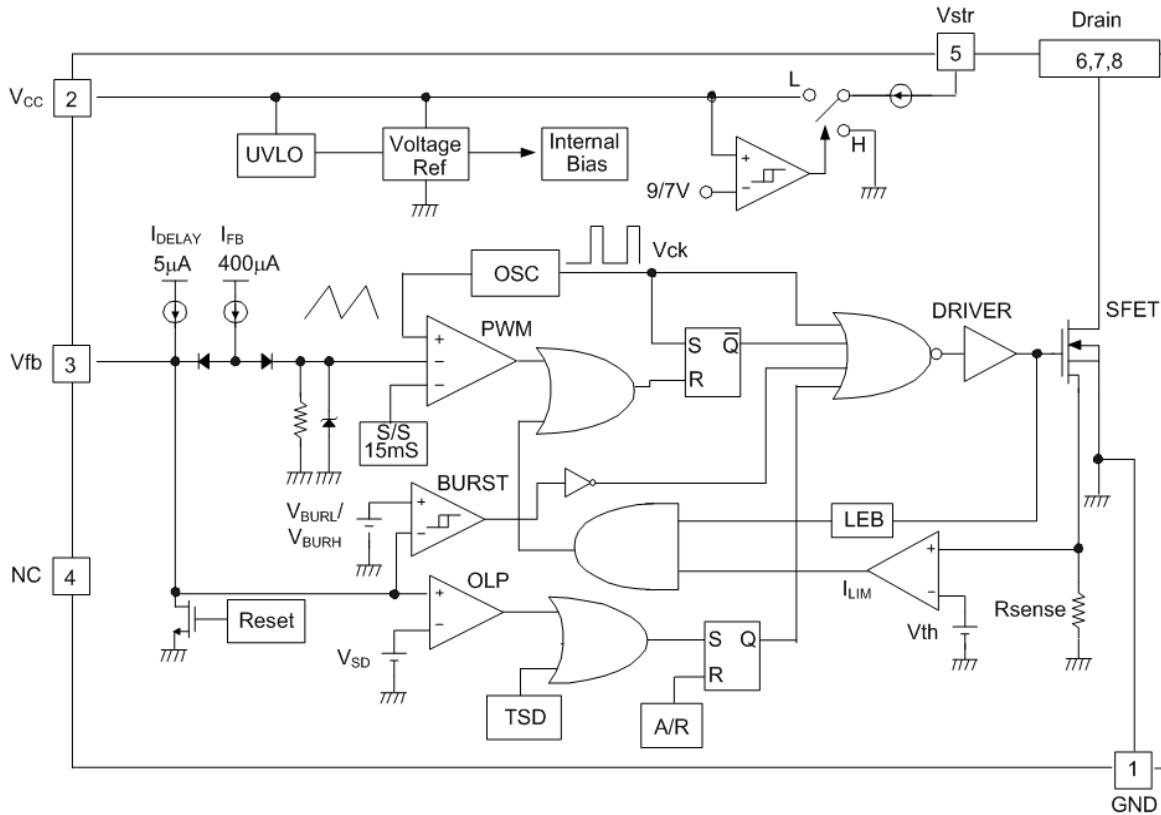 Vstr
Drain
5
6,7,8
VCC
2
L
H
UVLO
Voltage
Ref
Internal
Bias
+
−
9/7V
IDELAY
5μA
IFB
400μA
OSC
Vck
PWM
DRIVER
SFET
Vfb
3
+
−
−
S
Q̅
R
S/S
15mS
BURST
VBURL/
VBURH
+
−
LEB
NC
4
OLP
+
−
ILIM
+
−
Rsense
Vth
Reset
VSD
S
Q
R
TSD
A/R
1
GND